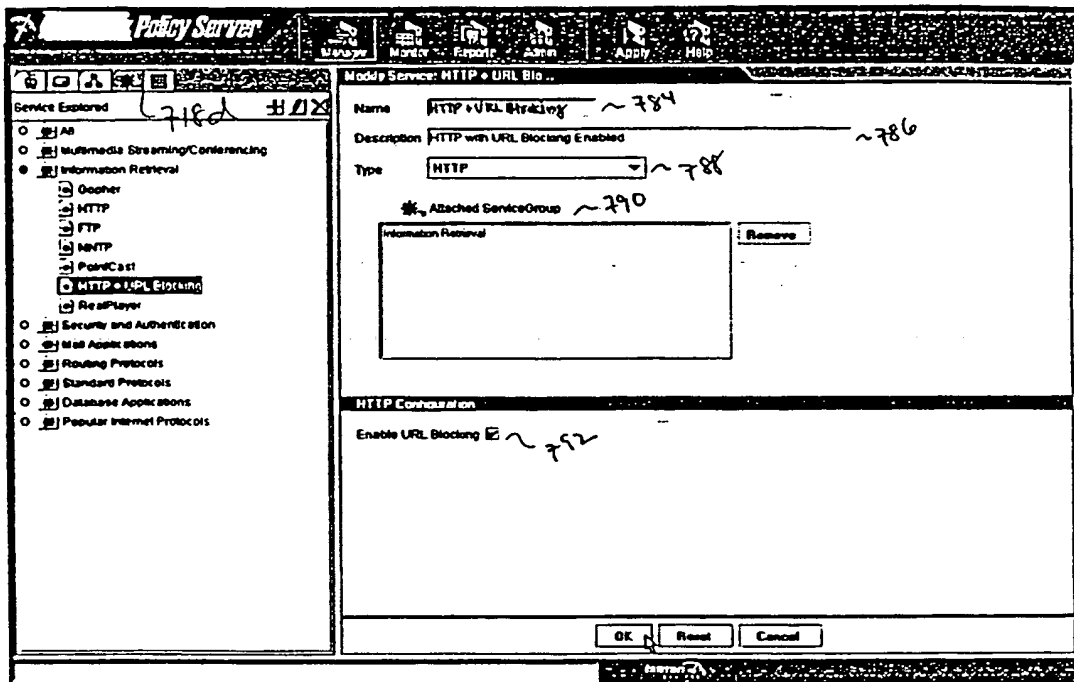 Policy Server
Manager Monitor Reports Admin Apply Help
Modify Service: HTTP + URL Blo ..
Service Explored
718d
All
Multimedia Streaming/Conferencing
Information Retrieval
Gopher
HTTP
FTP
NNTP
PointCast
HTTP + URL Blocking
RealPlayer
Security and Authentication
Mail Applications
Routing Protocols
Standard Protocols
Database Applications
Popular Internet Protocols
Name HTTP + URL Blocking ~ 784
Description HTTP with URL Blocking Enabled ~ 786
Type HTTP ~ 788
Attached ServiceGroup ~ 790
Information Retrieval
Remove
HTTP Configuration
Enable URL Blocking ~ 792
OK Reset Cancel